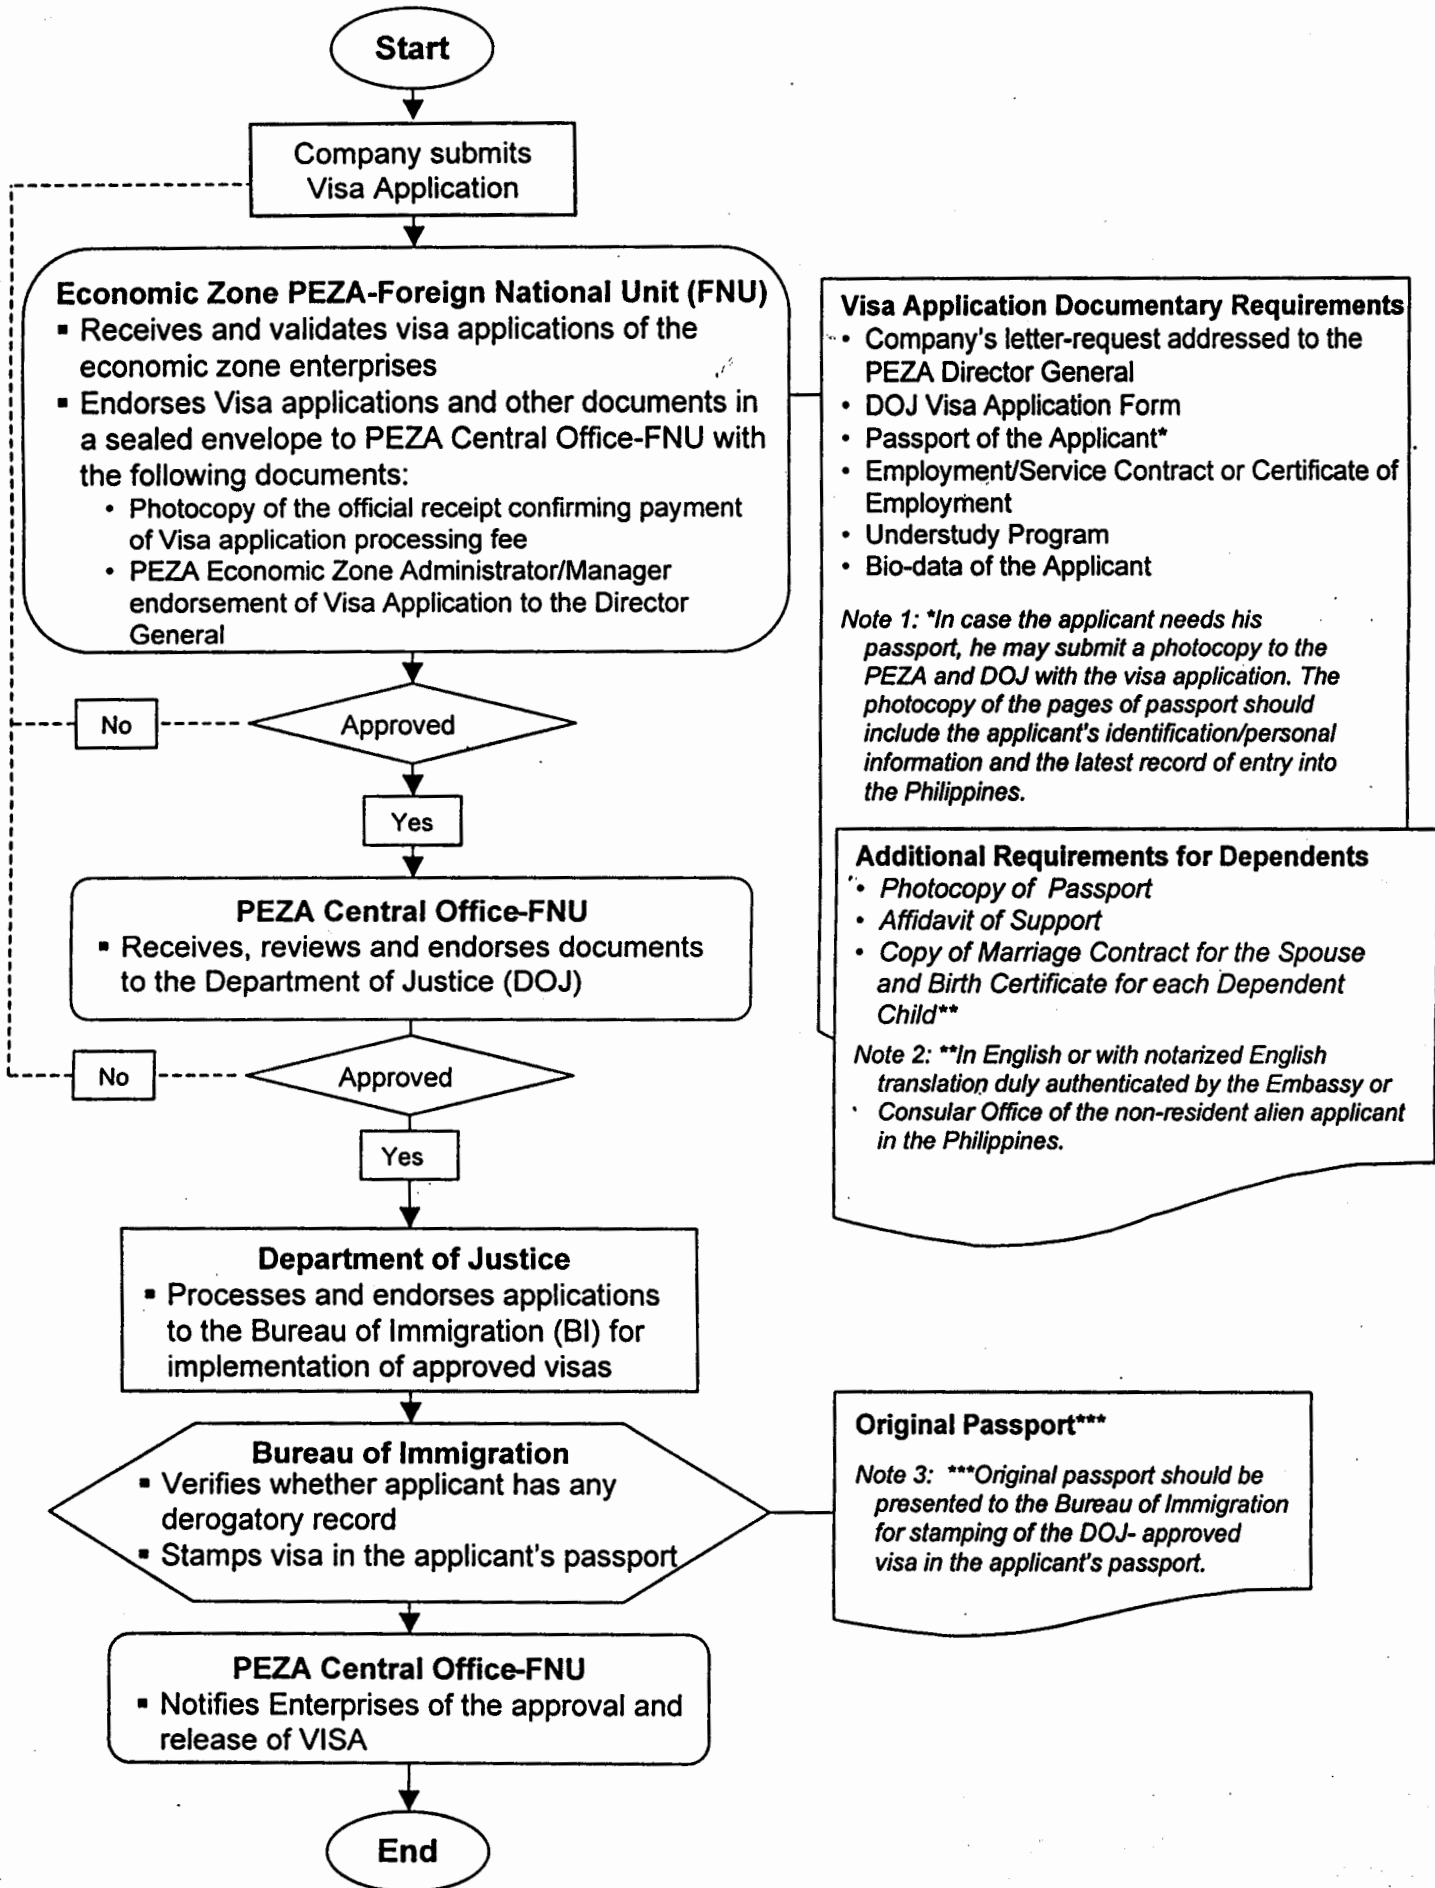 Start
Company submits
Visa Application
Economic Zone PEZA-Foreign National Unit (FNU)
▪ Receives and validates visa applications of the
economic zone enterprises
▪ Endorses Visa applications and other documents in
a sealed envelope to PEZA Central Office-FNU with
the following documents:
• Photocopy of the official receipt confirming payment
of Visa application processing fee
• PEZA Economic Zone Administrator/Manager
endorsement of Visa Application to the Director
General
Visa Application Documentary Requirements
• Company's letter-request addressed to the
PEZA Director General
• DOJ Visa Application Form
• Passport of the Applicant*
• Employment/Service Contract or Certificate of
Employment
• Understudy Program
• Bio-data of the Applicant
Note 1: *In case the applicant needs his
passport, he may submit a photocopy to the
PEZA and DOJ with the visa application. The
photocopy of the pages of passport should
include the applicant's identification/personal
information and the latest record of entry into
the Philippines.
No
Approved
Yes
Additional Requirements for Dependents
• Photocopy of Passport
• Affidavit of Support
• Copy of Marriage Contract for the Spouse
and Birth Certificate for each Dependent
Child**
Note 2: **In English or with notarized English
translation duly authenticated by the Embassy or
Consular Office of the non-resident alien applicant
in the Philippines.
PEZA Central Office-FNU
▪ Receives, reviews and endorses documents
to the Department of Justice (DOJ)
No
Approved
Yes
Department of Justice
▪ Processes and endorses applications
to the Bureau of Immigration (BI) for
implementation of approved visas
Bureau of Immigration
▪ Verifies whether applicant has any
derogatory record
▪ Stamps visa in the applicant's passport
Original Passport***
Note 3: ***Original passport should be
presented to the Bureau of Immigration
for stamping of the DOJ- approved
visa in the applicant's passport.
PEZA Central Office-FNU
▪ Notifies Enterprises of the approval and
release of VISA
End